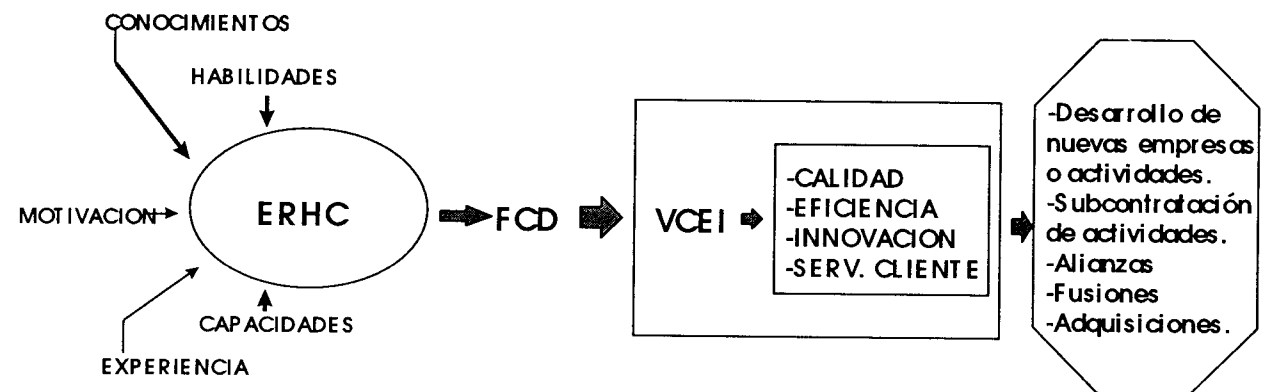 CONOCIMIENTOS
HABILIDADES
MOTIVACION
ERHC
CAPACIDADES
EXPERIENCIA
FCD
VCEI
-CALIDAD
-EFICIENCIA
-INNOVACION
-SERV. CLIENTE
-Desarrollo de
nuevas empresas
o actividades.
-Subcontratación
de actividades.
-Alianzas
-Fusiones
-Adquisiciones.